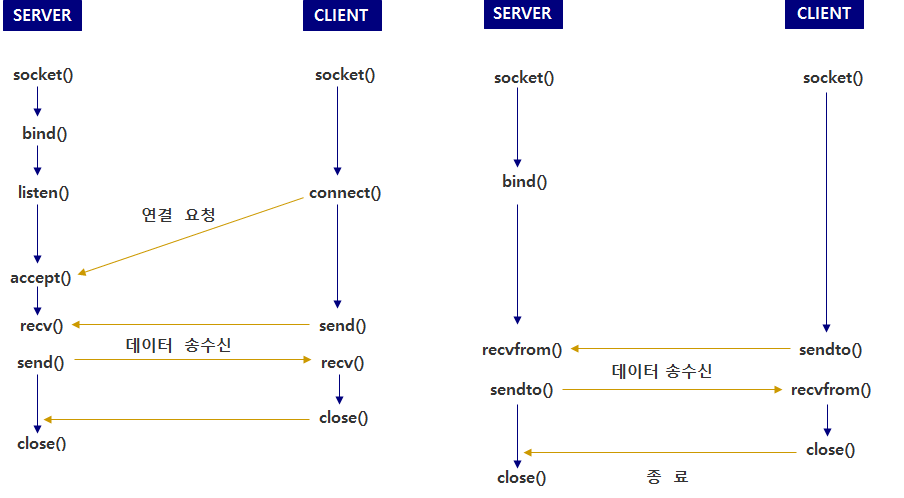 SERVER
CLIENT
socket()
socket()
bind()
listen()
connect()
연결 요청
accept()
recv()
send()
데이터 송수신
send()
recv()
close()
close()
SERVER
CLIENT
socket()
socket()
bind()
recvfrom()
sendto()
데이터 송수신
sendto()
recvfrom()
close()
close()
종 료